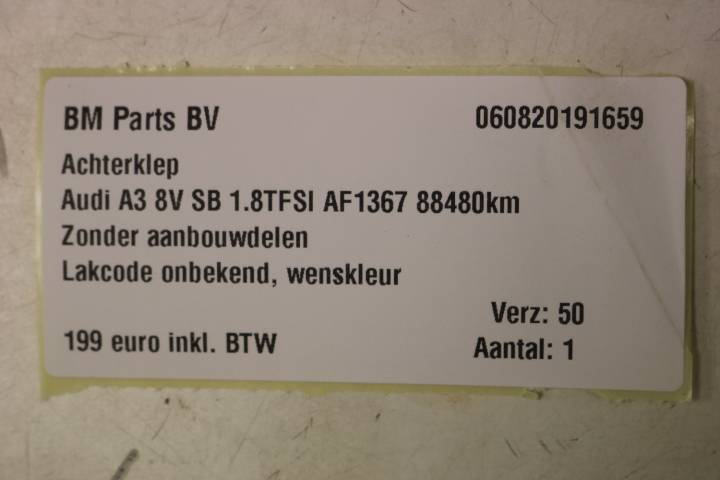 BM Parts BV 060820191659
Achterklep
Audi A3 8V SB 1.8TFSI AF1367 88480km
Zonder aanbouwdelen
Lakcode onbekend, wenskleur
Verz: 50
199 euro inkl. BTW Aantal: 1